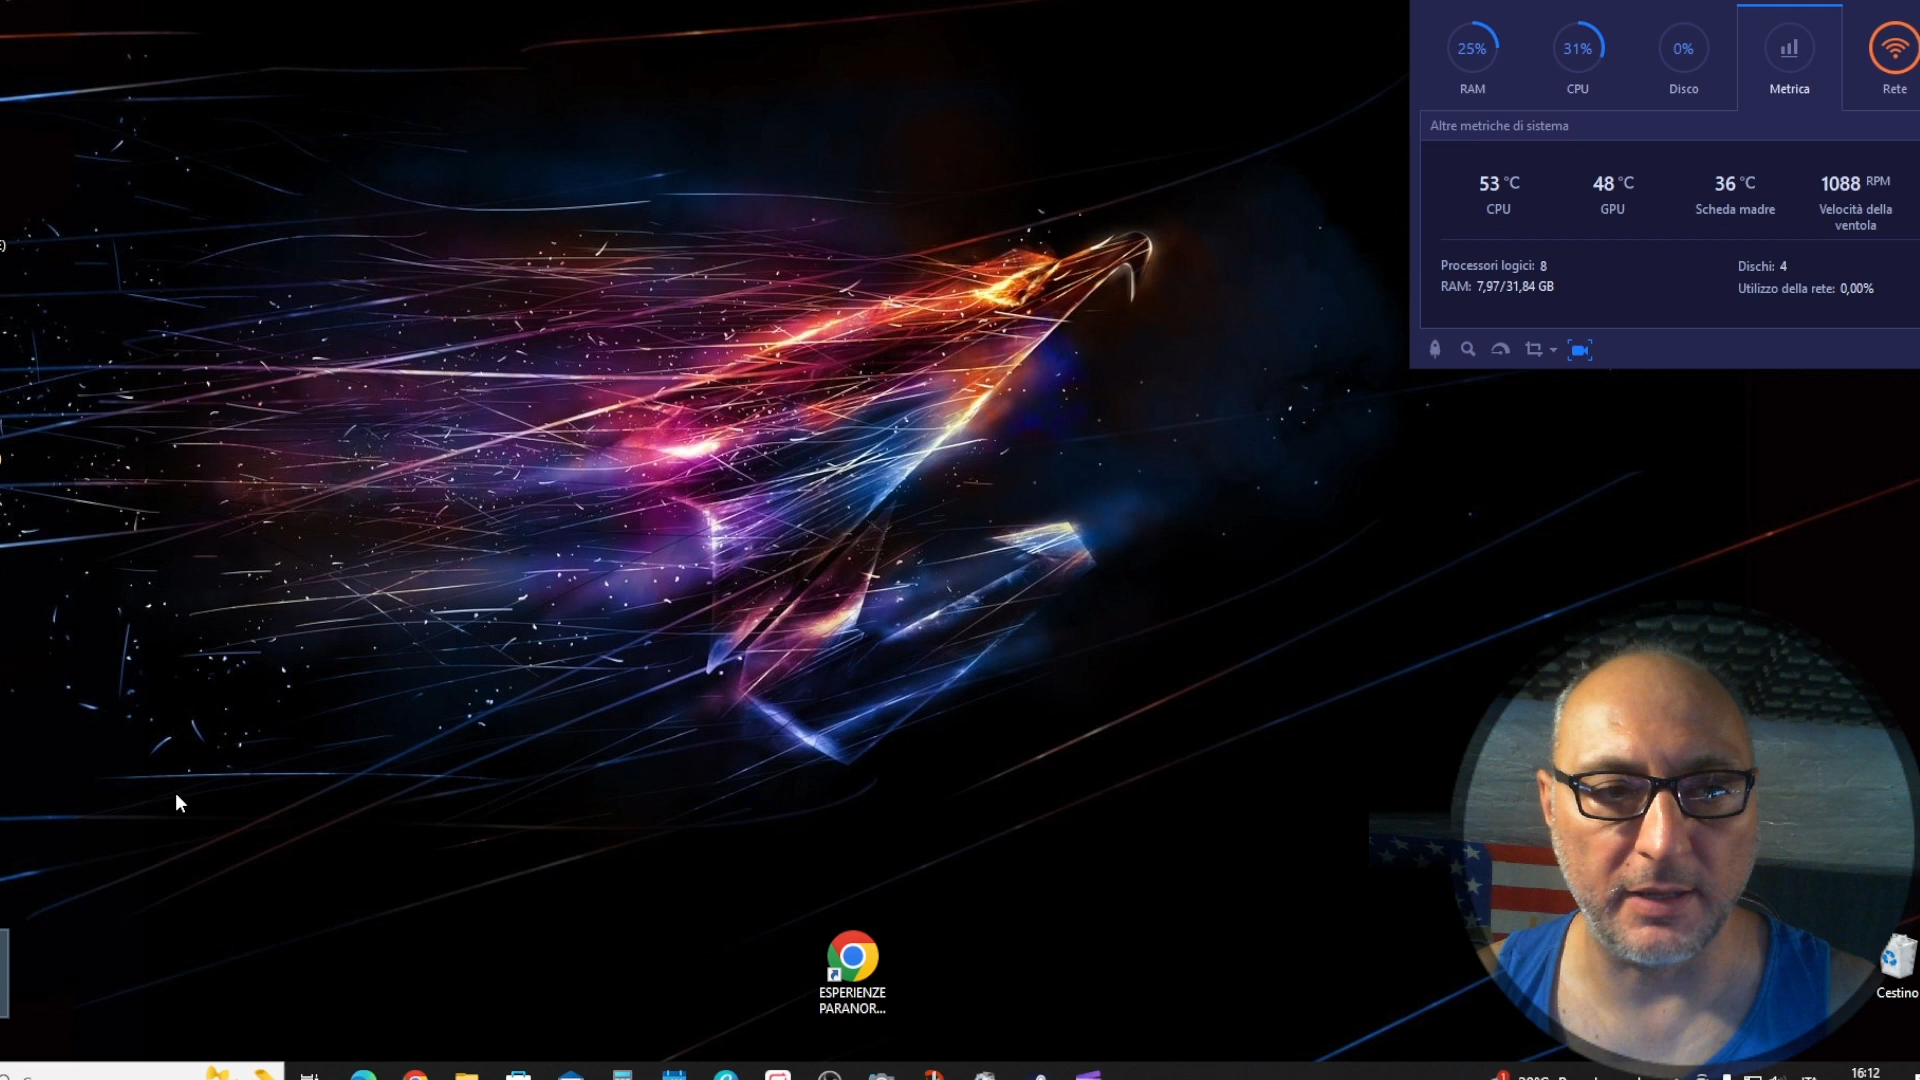 25%
RAM
31%
CPU
0%
Disco
Metrica
Rete
Altre metriche di sistema
53 °C
CPU
48 °C
GPU
36 °C
Scheda madre
1088 RPM
Velocità della
ventola
Processori logici: 8
RAM: 7,97/31,84 GB
Dischi: 4
Utilizzo della rete: 0,00%
ESPERIENZE
PARANOR...
Cestino
16:12